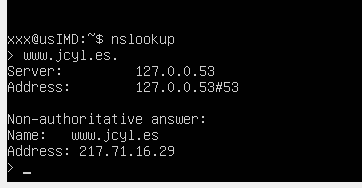 xxx@usIMD:~$ nslookup
> www.jcyl.es.
Server:         127.0.0.53
Address:        127.0.0.53#53

Non-authoritative answer:
Name:   www.jcyl.es
Address: 217.71.16.29
> _